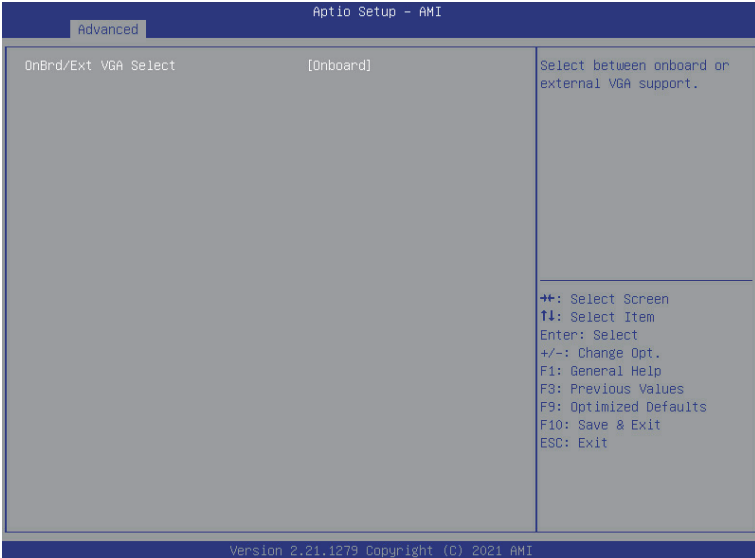 Aptio Setup – AMI
Advanced
OnBrd/Ext VGA Select [Onboard]
Select between onboard or
external VGA support.
→←: Select Screen
↑↓: Select Item
Enter: Select
+/-: Change Opt.
F1: General Help
F3: Previous Values
F9: Optimized Defaults
F10: Save & Exit
ESC: Exit
Version 2.21.1279 Copyright (C) 2021 AMI